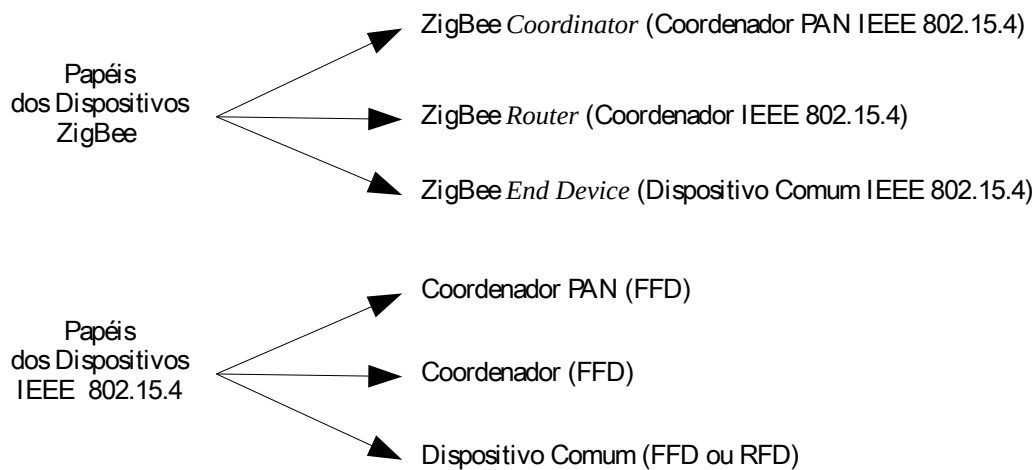 Papéis
dos Dispositivos
ZigBee
ZigBee Coordinator (Coordenador PAN IEEE 802.15.4)
ZigBee Router (Coordenador IEEE 802.15.4)
ZigBee End Device (Dispositivo Comum IEEE 802.15.4)
Papéis
dos Dispositivos
IEEE 802.15.4
Coordenador PAN (FFD)
Coordenador (FFD)
Dispositivo Comum (FFD ou RFD)